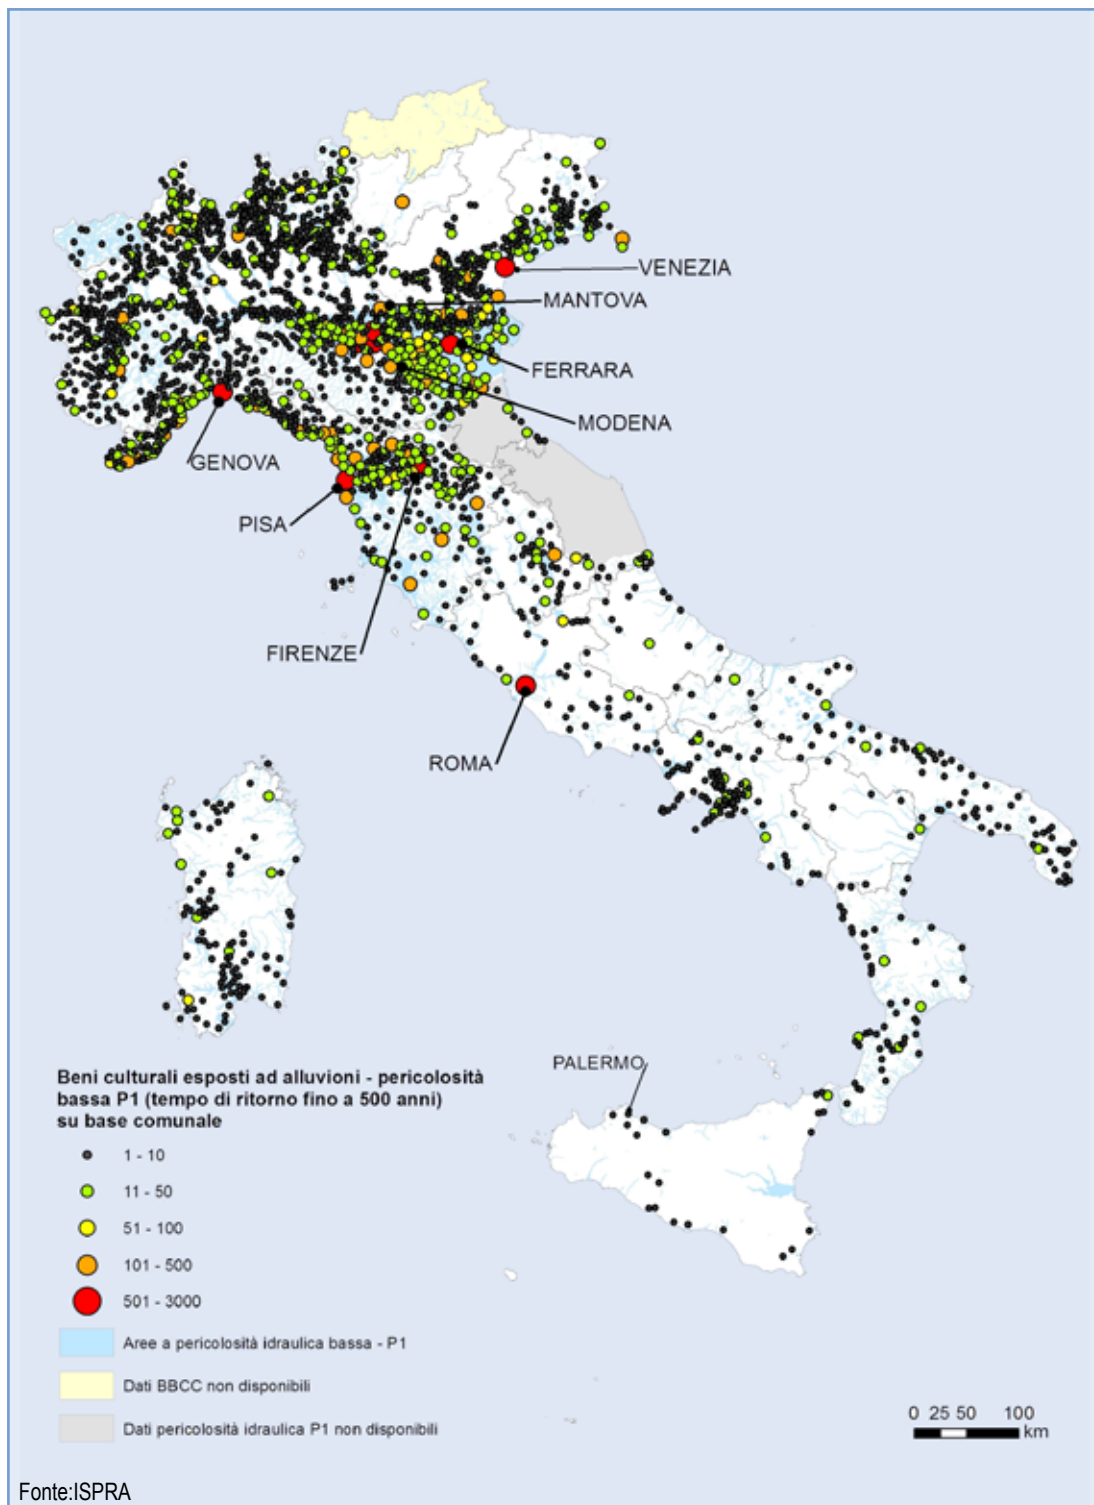 VENEZIA
MANTOVA
FERRARA
MODENA
GENOVA
PISA
FIRENZE
ROMA
PALERMO
Beni culturali esposti ad alluvioni - pericolosità
bassa P1 (tempo di ritorno fino a 500 anni)
su base comunale
1 - 10
11 - 50
51 - 100
101 - 500
501 - 3000
Aree a pericolosità idraulica bassa - P1
Dati BBCC non disponibili
Dati pericolosità idraulica P1 non disponibili
0 25 50 100
km
Fonte:ISPRA